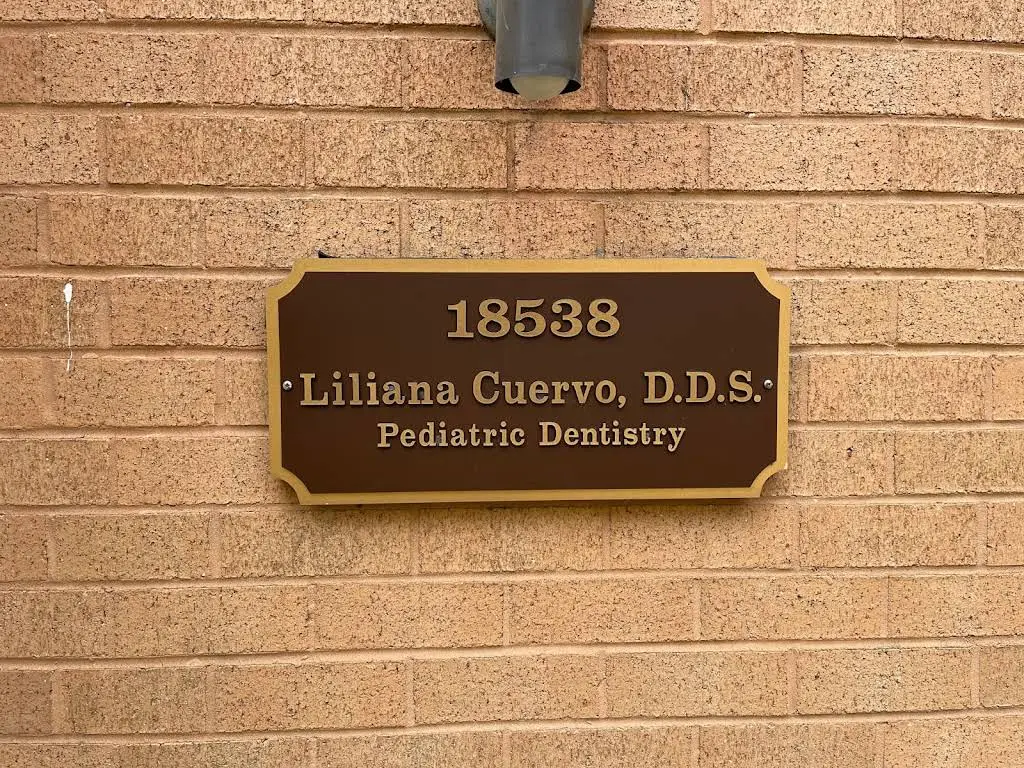 18538
Liliana Cuervo, D.D.S.
Pediatric Dentistry